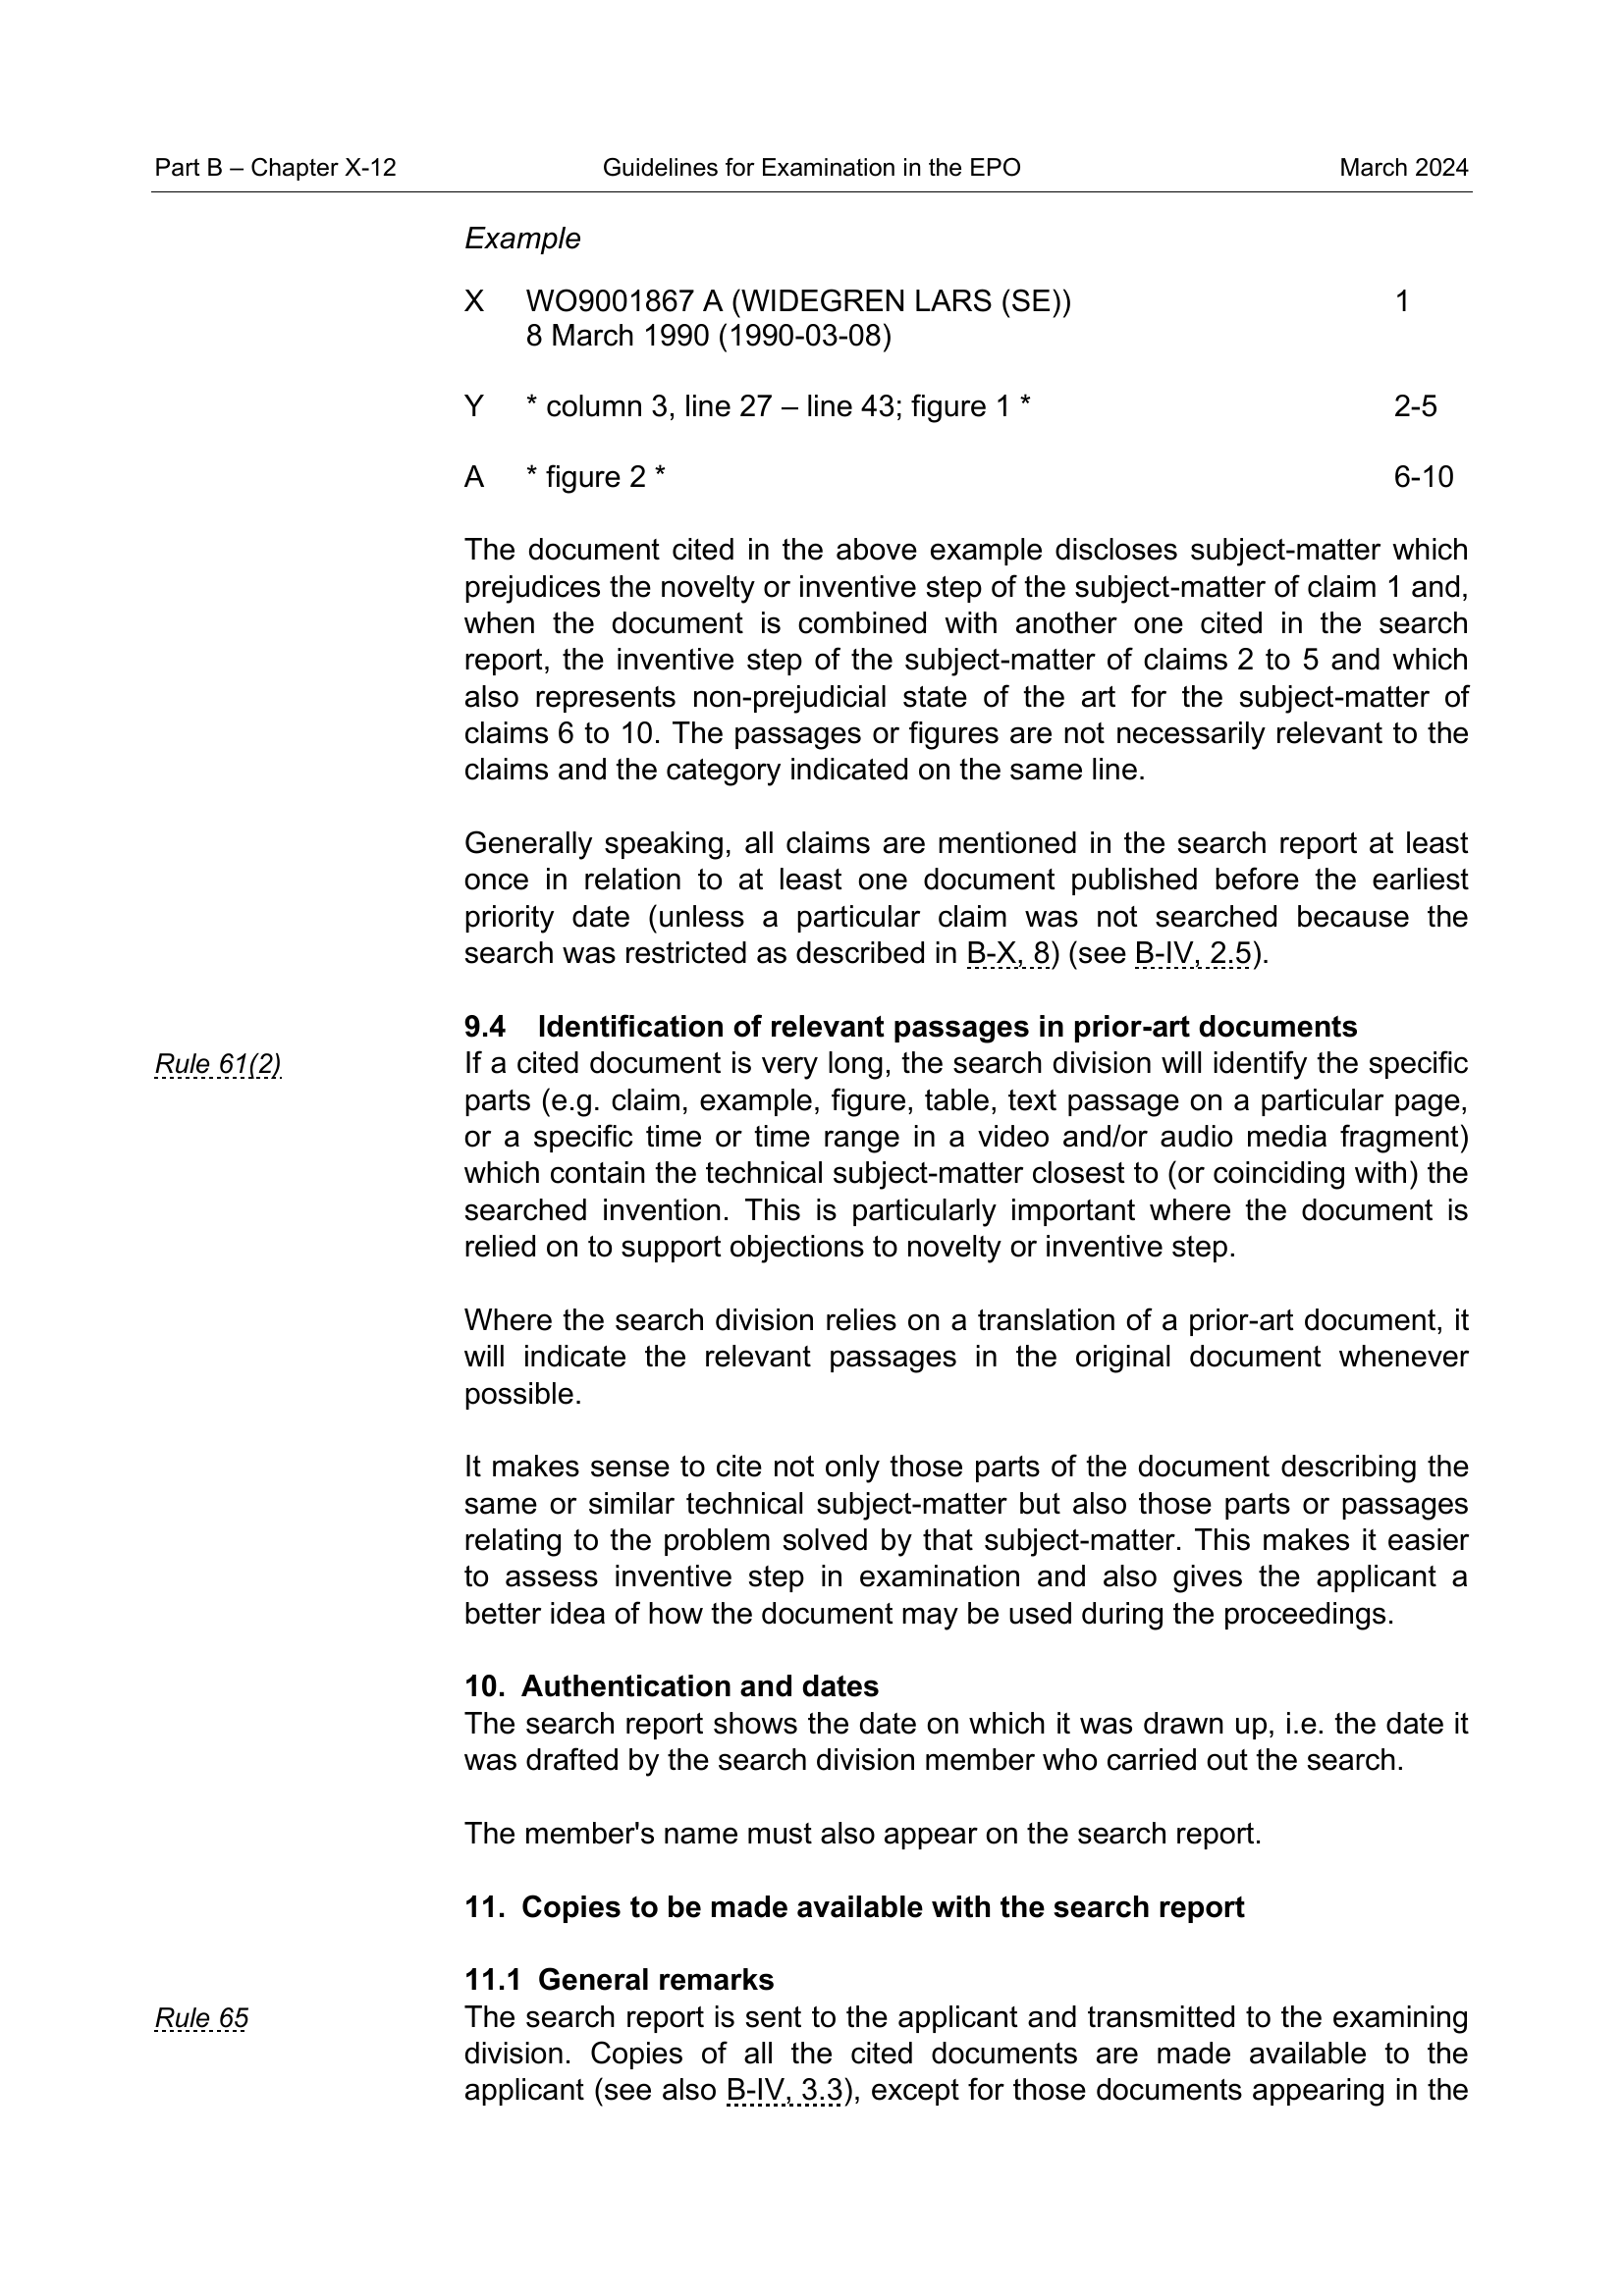 Part B – Chapter X-12 Guidelines for Examination in the EPO March 2024
Example
X WO9001867 A (WIDEGREN LARS (SE)) 1
8 March 1990 (1990-03-08)
Y * column 3, line 27 – line 43; figure 1 * 2-5
A * figure 2 * 6-10
The document cited in the above example discloses subject-matter which
prejudices the novelty or inventive step of the subject-matter of claim 1 and,
when the document is combined with another one cited in the search
report, the inventive step of the subject-matter of claims 2 to 5 and which
also represents non-prejudicial state of the art for the subject-matter of
claims 6 to 10. The passages or figures are not necessarily relevant to the
claims and the category indicated on the same line.
Generally speaking, all claims are mentioned in the search report at least
once in relation to at least one document published before the earliest
priority date (unless a particular claim was not searched because the
search was restricted as described in B-X, 8) (see B-IV, 2.5).
9.4 Identification of relevant passages in prior-art documents
Rule 61(2) If a cited document is very long, the search division will identify the specific
parts (e.g. claim, example, figure, table, text passage on a particular page,
or a specific time or time range in a video and/or audio media fragment)
which contain the technical subject-matter closest to (or coinciding with) the
searched invention. This is particularly important where the document is
relied on to support objections to novelty or inventive step.
Where the search division relies on a translation of a prior-art document, it
will indicate the relevant passages in the original document whenever
possible.
It makes sense to cite not only those parts of the document describing the
same or similar technical subject-matter but also those parts or passages
relating to the problem solved by that subject-matter. This makes it easier
to assess inventive step in examination and also gives the applicant a
better idea of how the document may be used during the proceedings.
10. Authentication and dates
The search report shows the date on which it was drawn up, i.e. the date it
was drafted by the search division member who carried out the search.
The member's name must also appear on the search report.
11. Copies to be made available with the search report
11.1 General remarks
Rule 65 The search report is sent to the applicant and transmitted to the examining
division. Copies of all the cited documents are made available to the
applicant (see also B-IV, 3.3), except for those documents appearing in the